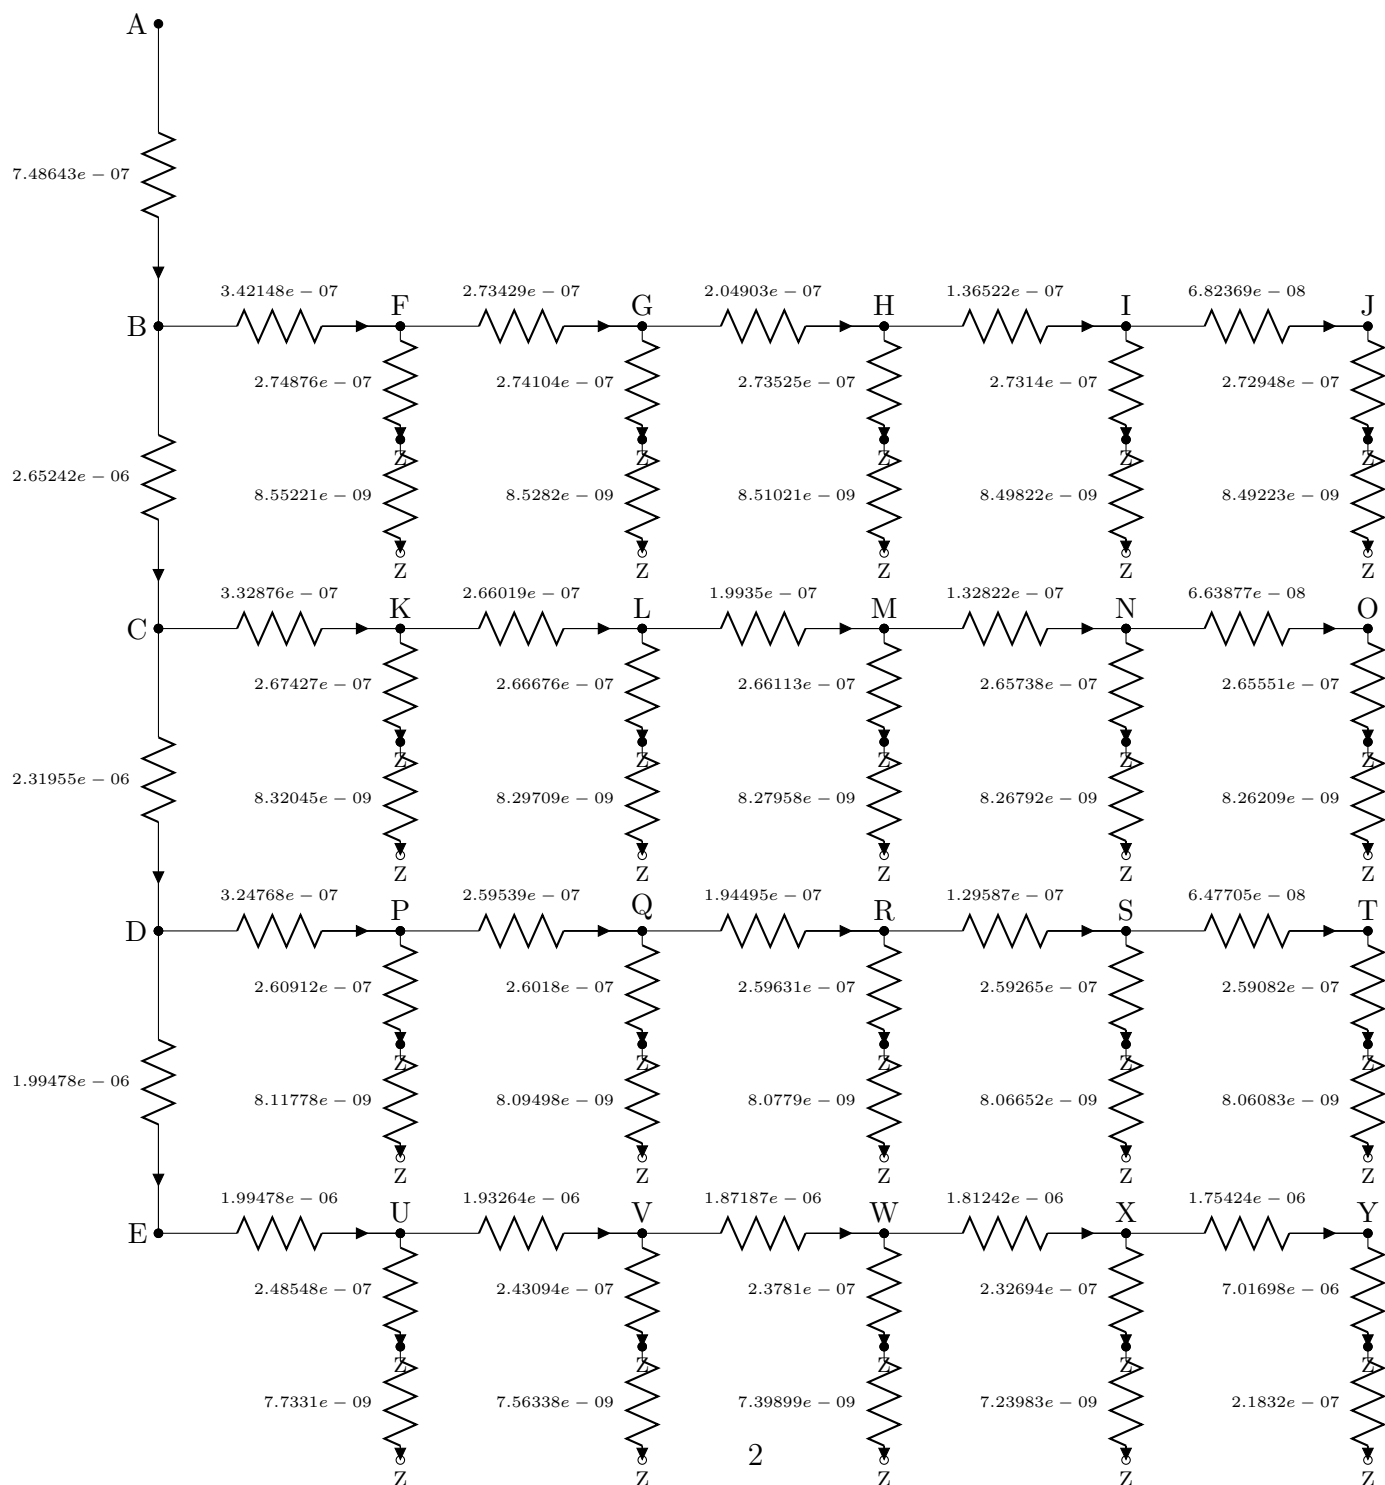 A
7.48643e − 07
3.42148e − 07 F 2.73429e − 07 G 2.04903e − 07 H 1.36522e − 07 I 6.82369e − 08 J
B
2.74876e − 07 2.74104e − 07 2.73525e − 07 2.7314e − 07 2.72948e − 07
z z z z z
2.65242e − 06
8.55221e − 09 8.5282e − 09 8.51021e − 09 8.49822e − 09 8.49223e − 09
z z z z z
3.32876e − 07 K 2.66019e − 07 L 1.9935e − 07 M 1.32822e − 07 N 6.63877e − 08 O
C
2.67427e − 07 2.66676e − 07 2.66113e − 07 2.65738e − 07 2.65551e − 07
z z z z z
2.31955e − 06
8.32045e − 09 8.29709e − 09 8.27958e − 09 8.26792e − 09 8.26209e − 09
z z z z z
3.24768e − 07 P 2.59539e − 07 Q 1.94495e − 07 R 1.29587e − 07 S 6.47705e − 08 T
D
2.60912e − 07 2.6018e − 07 2.59631e − 07 2.59265e − 07 2.59082e − 07
z z z z z
1.99478e − 06
8.11778e − 09 8.09498e − 09 8.0779e − 09 8.06652e − 09 8.06083e − 09
z z z z z
1.99478e − 06 U 1.93264e − 06 V 1.87187e − 06 W 1.81242e − 06 X 1.75424e − 06 Y
E
2.48548e − 07 2.43094e − 07 2.3781e − 07 2.32694e − 07 7.01698e − 06
z z z z z
7.7331e − 09 7.56338e − 09 7.39899e − 09 7.23983e − 09 2.1832e − 07
2
z z z z z